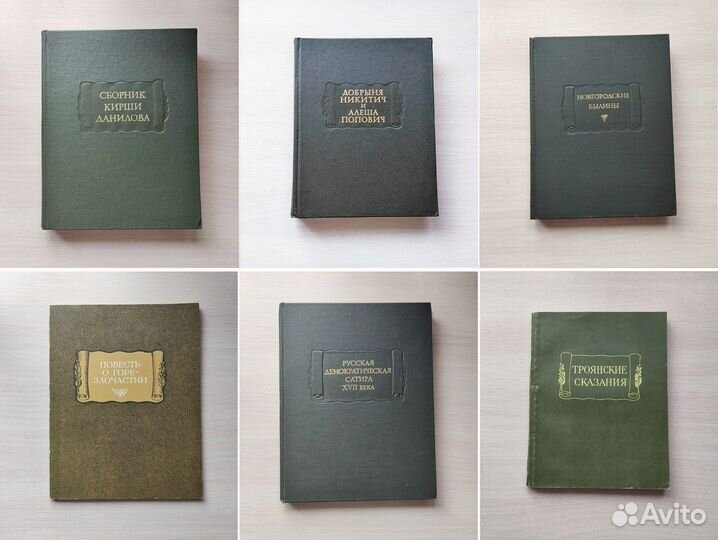 СБОРНИК
КИРШИ
ДАНИЛОВА
ДОБРЫНЯ
НИКИТИЧ
И
АЛЕША
ПОПОВИЧ
НОВГОРОДСКИЕ
БЫЛИНЫ
ПОВЕСТЬ
О ГОРЕ-
ЗЛОЧАСТИИ
РУССКАЯ
ДЕМОКРАТИЧЕСКАЯ
САТИРА
XVII ВЕКА
ТРОЯНСКИЕ
СКАЗАНИЯ
Avito